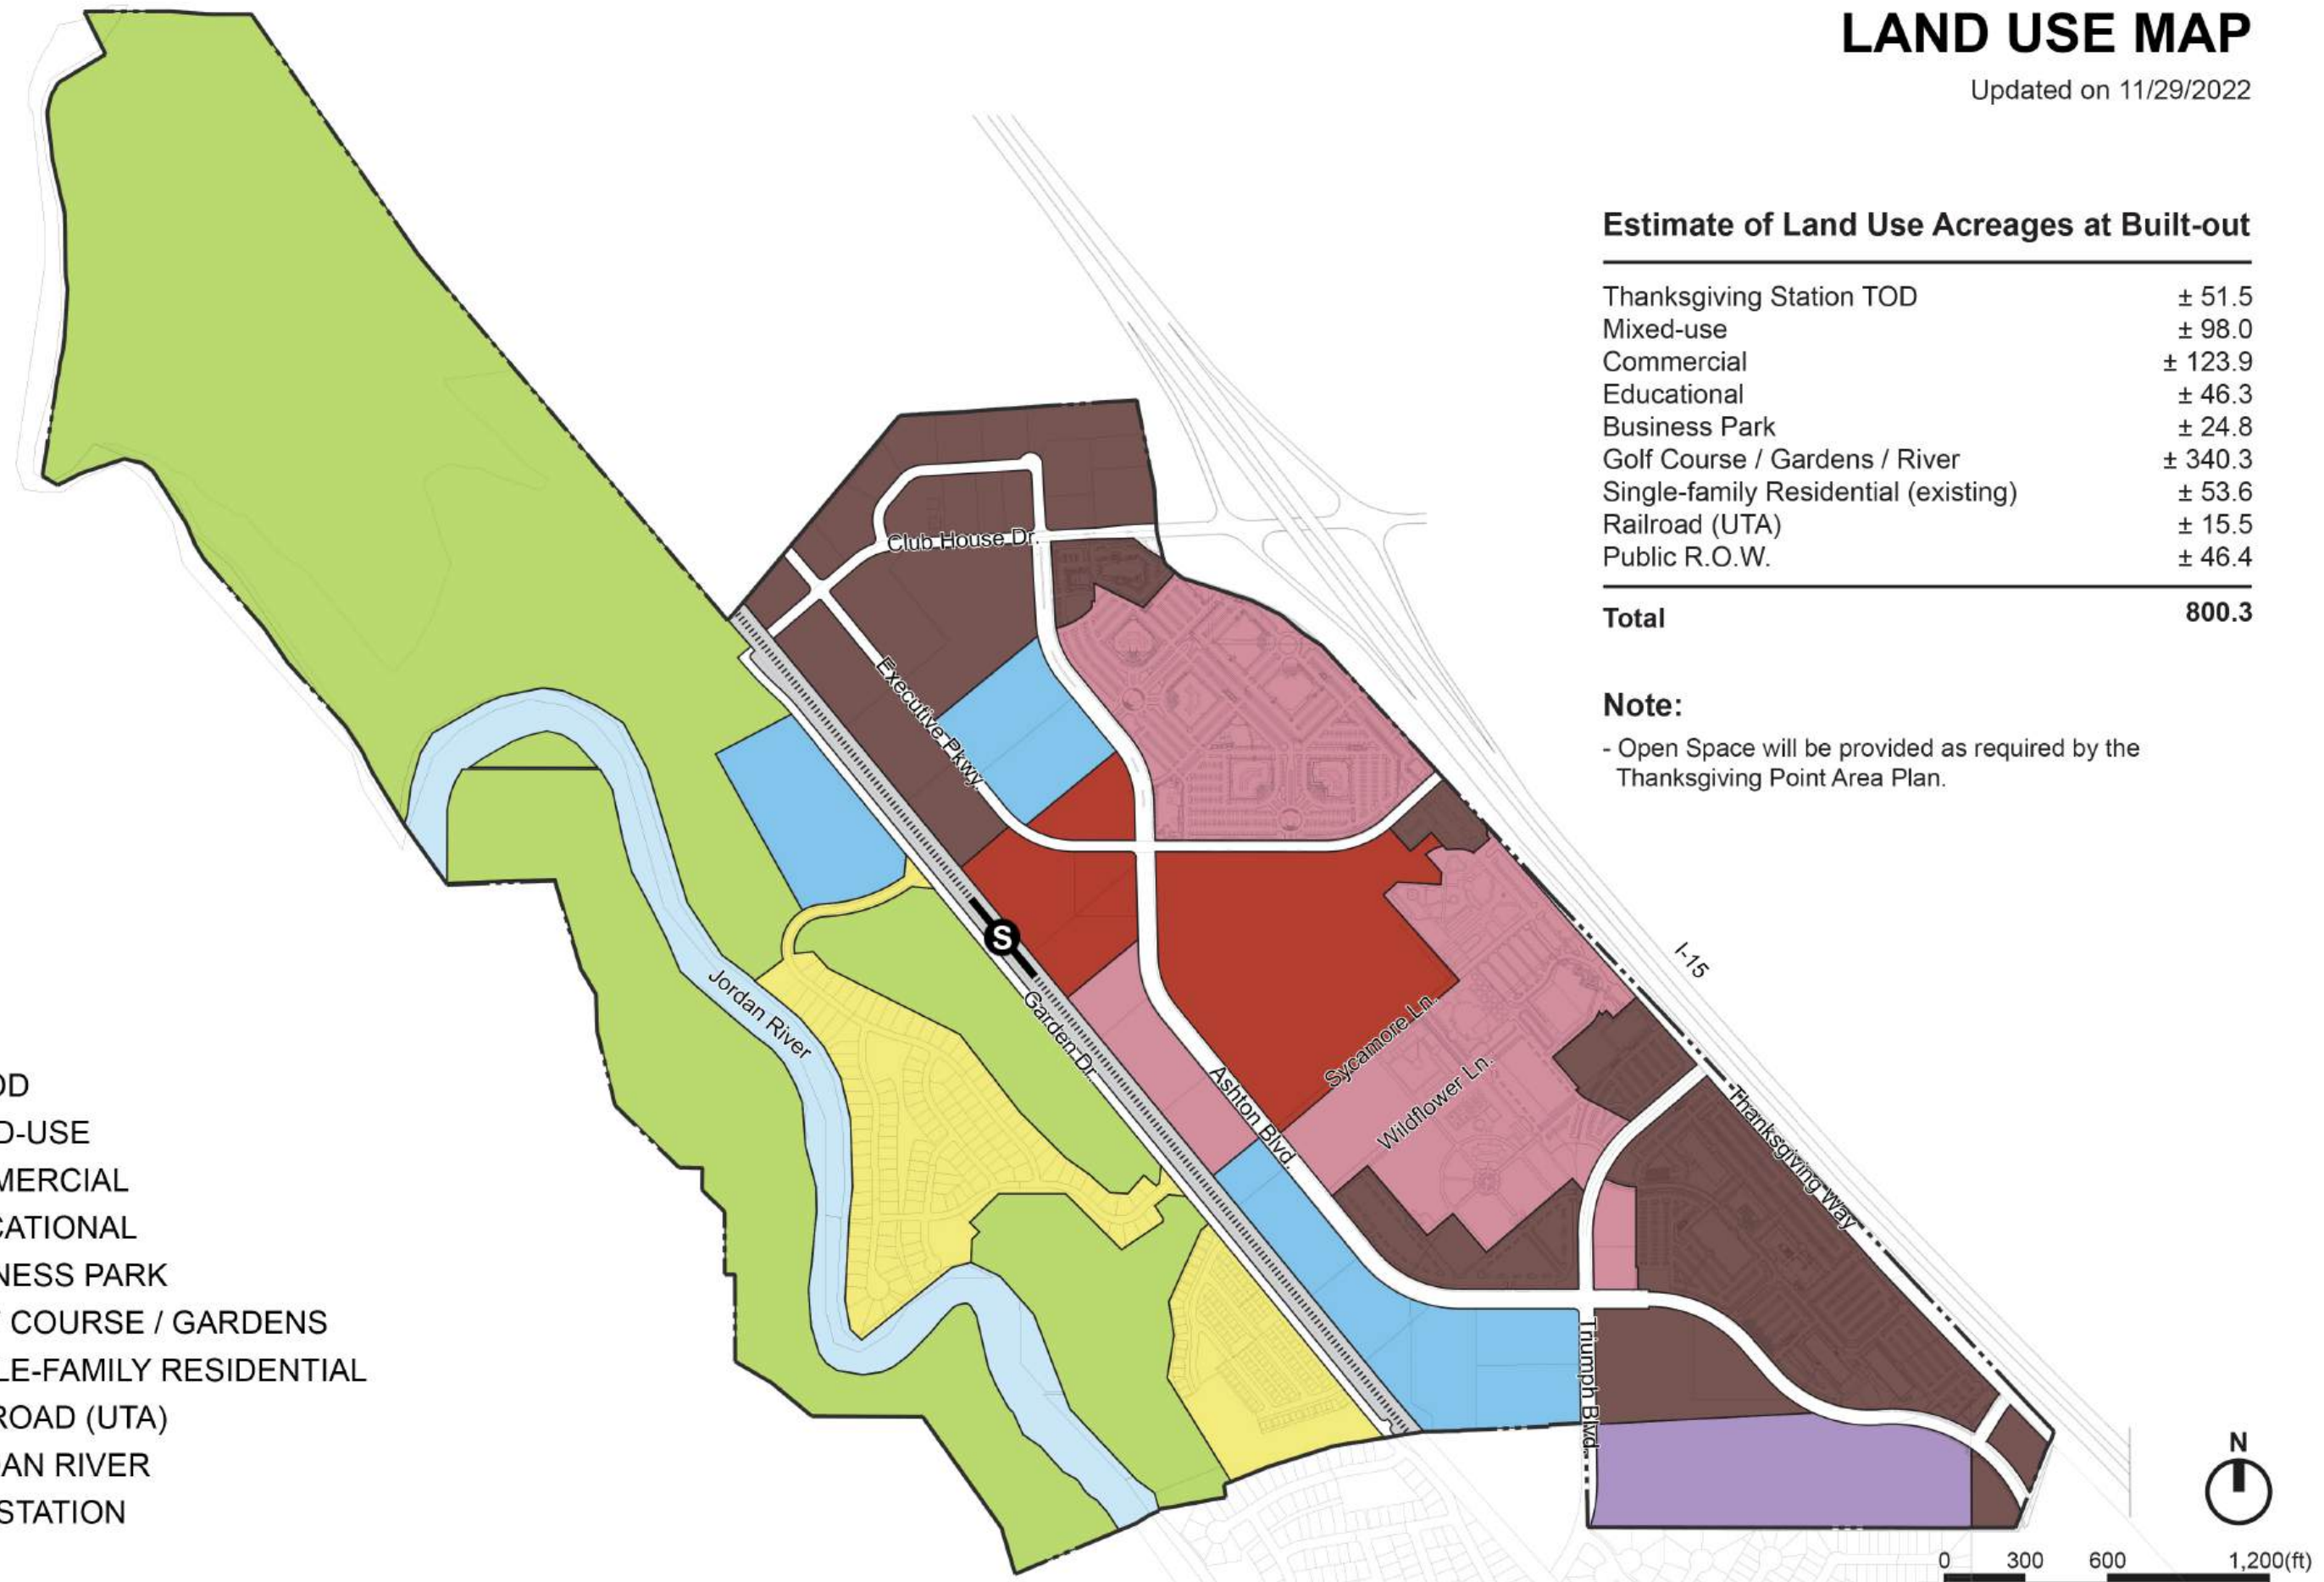 LAND USE MAP
Updated on 11/29/2022
Estimate of Land Use Acreages at Built-out
Thanksgiving Station TOD ± 51.5
Mixed-use ± 98.0
Commercial ± 123.9
Educational ± 46.3
Business Park ± 24.8
Golf Course / Gardens / River ± 340.3
Single-family Residential (existing) ± 53.6
Railroad (UTA) ± 15.5
Public R.O.W. ± 46.4
Total 800.3
Note:
- Open Space will be provided as required by the
Thanksgiving Point Area Plan.
Club House Dr.
Executive Pkwy.
S
Jordan River
Garden Dr.
Ashton Blvd.
Sycamore Ln.
Wildflower Ln.
I-15
Thanksgiving Way
Triumph Blvd.
OD
D-USE
MERCIAL
CATIONAL
NESS PARK
COURSE / GARDENS
LE-FAMILY RESIDENTIAL
ROAD (UTA)
AN RIVER
STATION
N
0 300 600 1,200(ft)